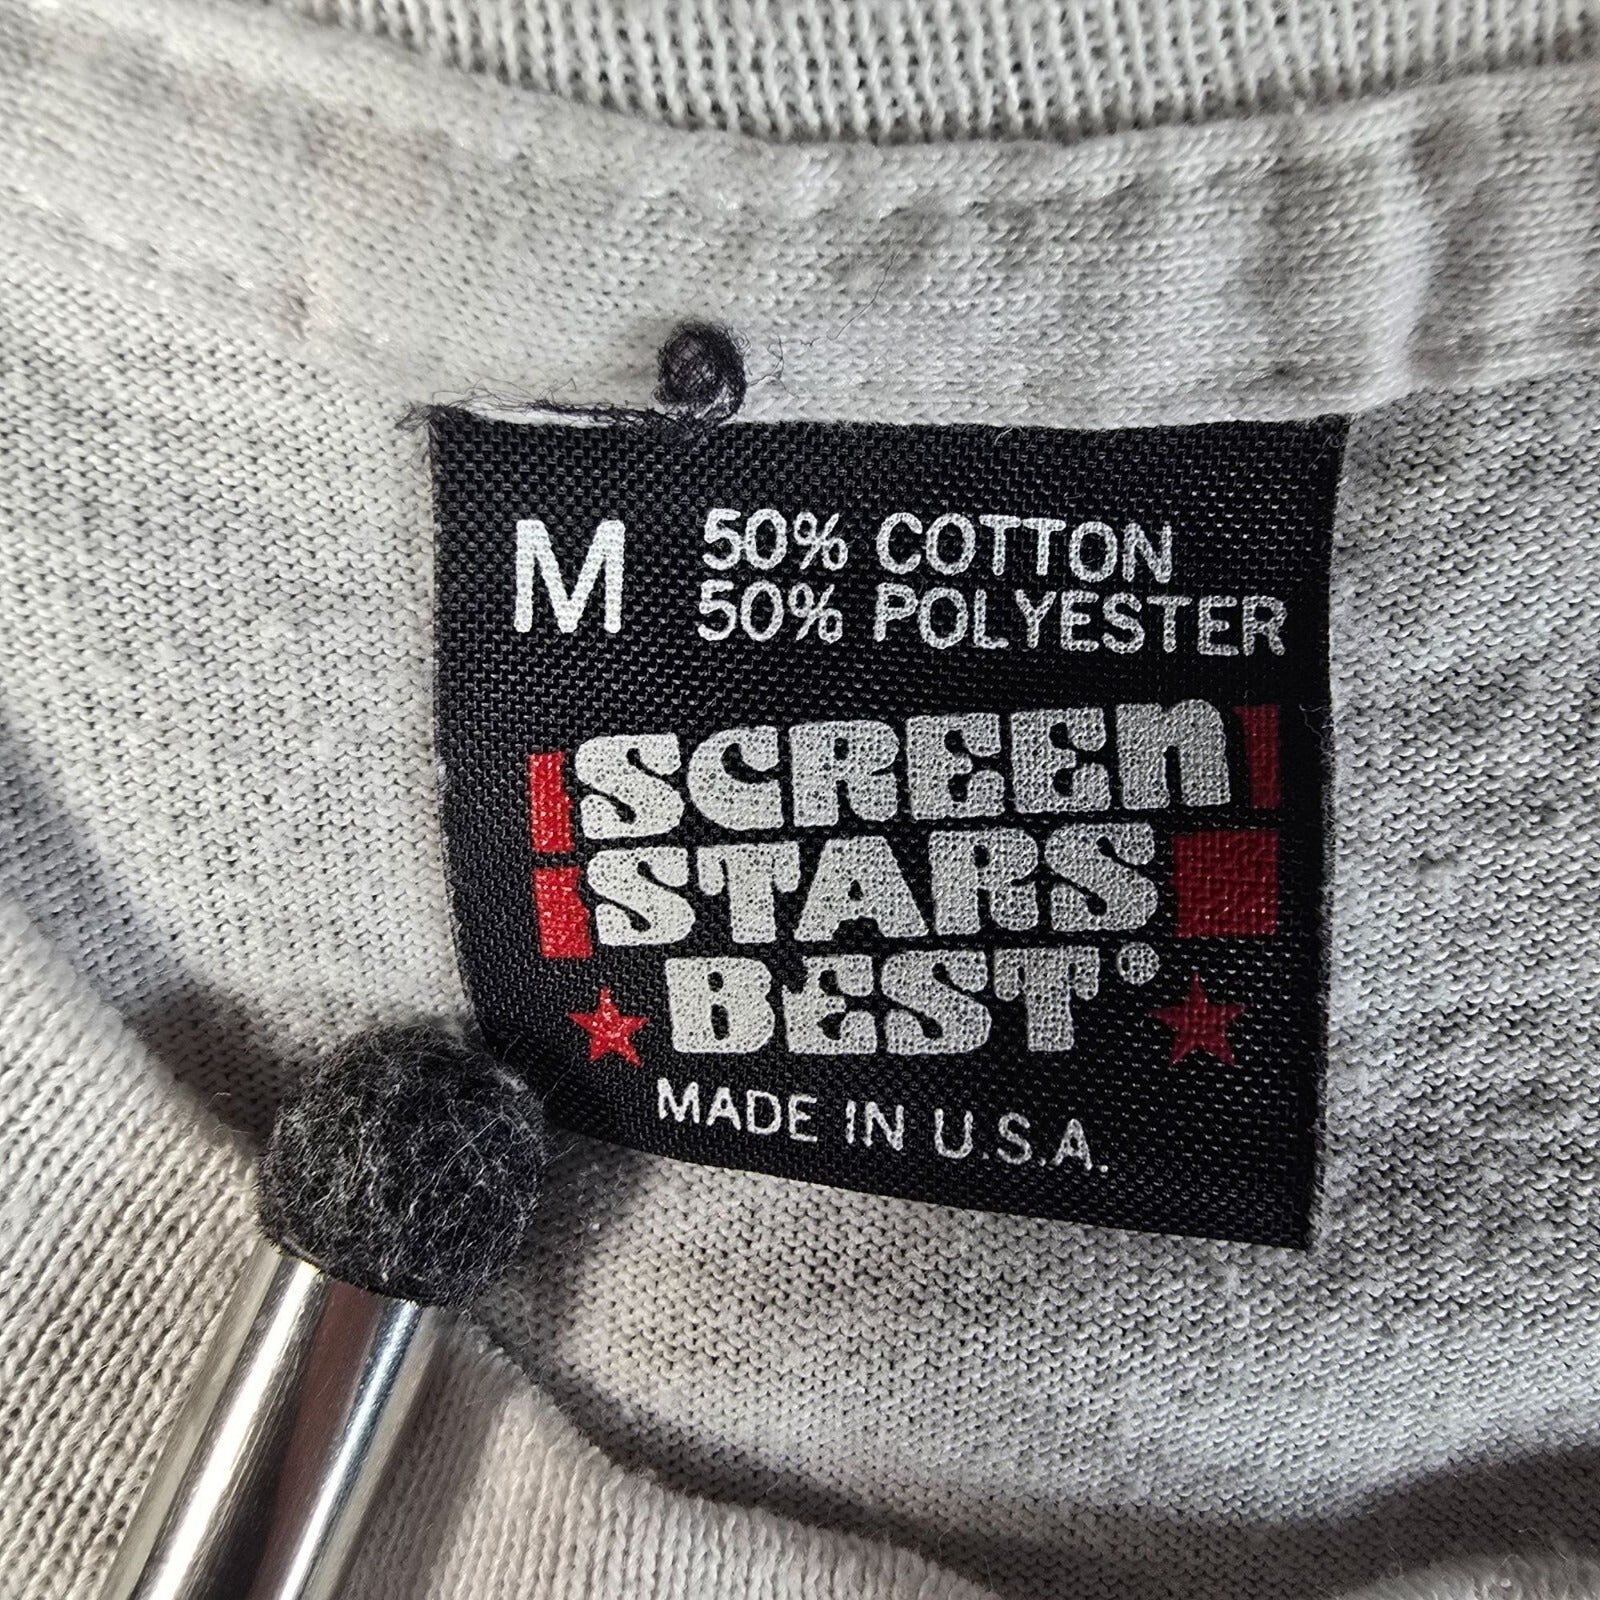 M 50% COTTON
50% POLYESTER
SCREEN
STARS
BEST®
MADE IN U.S.A.